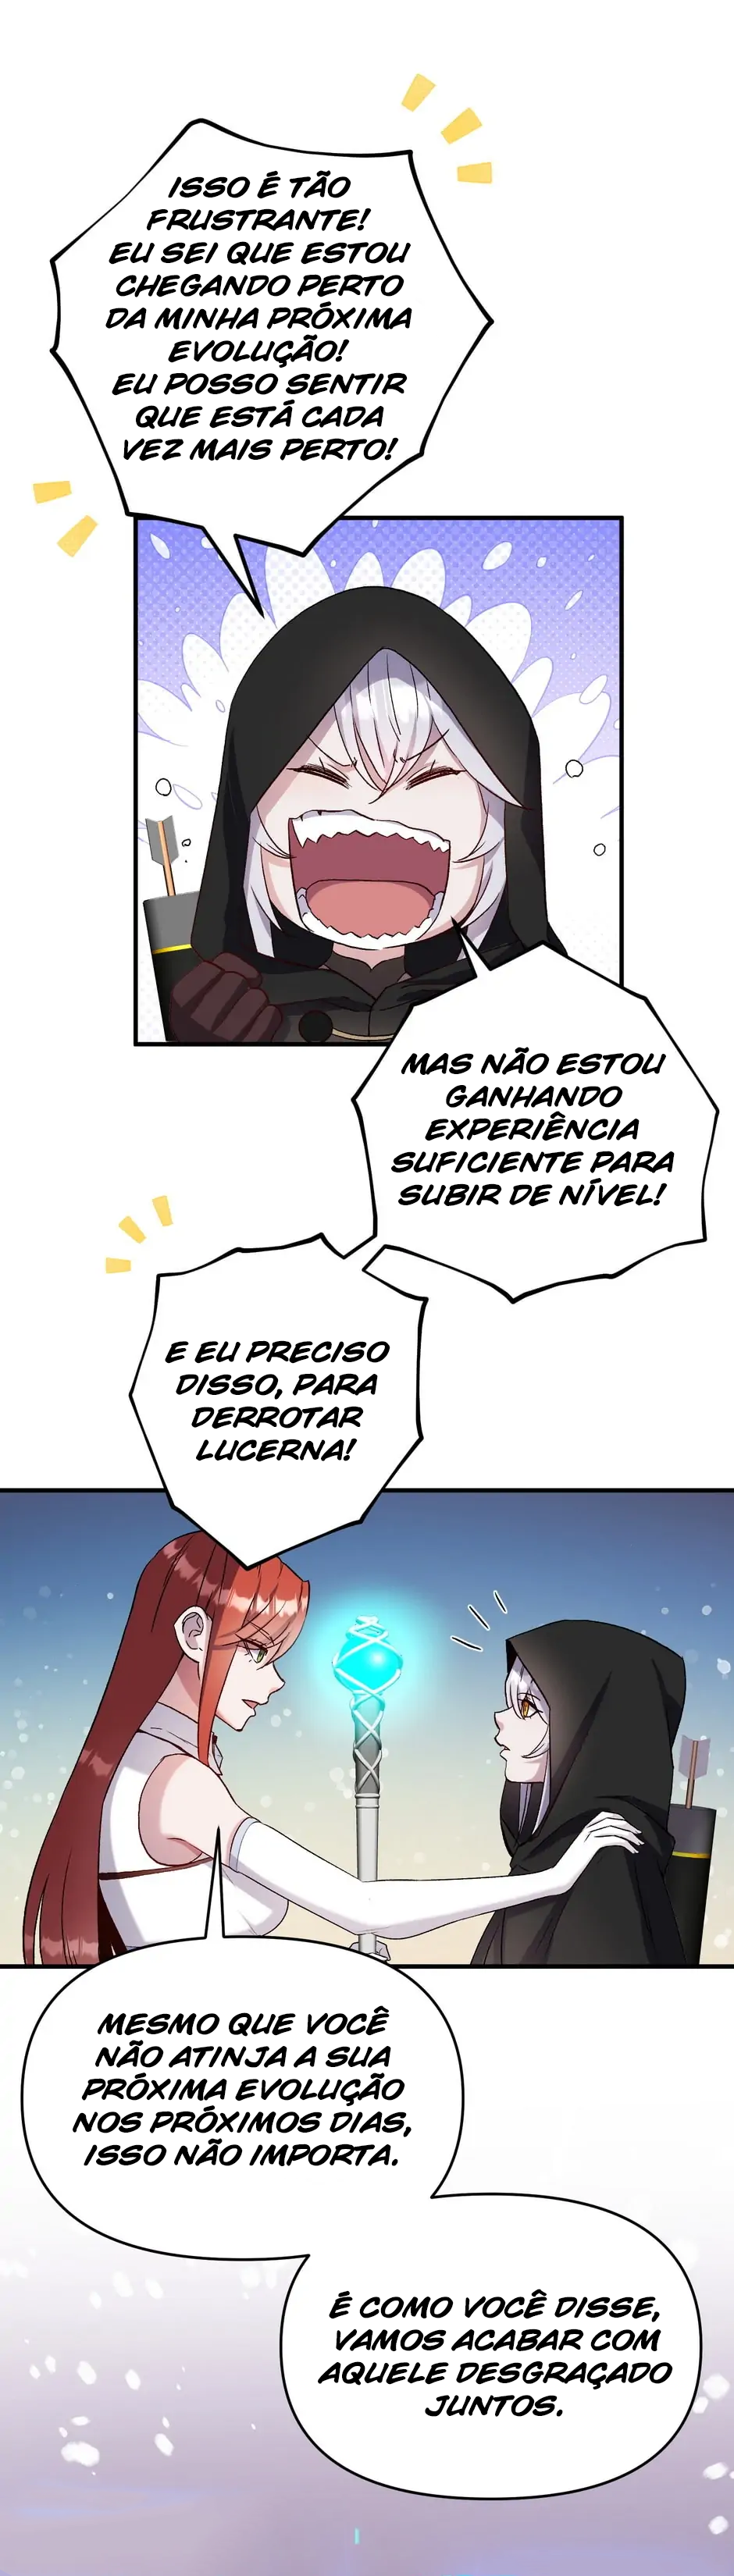 ISSO É TÃO
FRUSTRANTE!
EU SEI QUE ESTOU
CHEGANDO PERTO
DA MINHA PRÓXIMA
EVOLUÇÃO!
EU POSSO SENTIR
QUE ESTÁ CADA
VEZ MAIS PERTO!
MAS NÃO ESTOU
GANHANDO
EXPERIÊNCIA
SUFICIENTE PARA
SUBIR DE NÍVEL!
E EU PRECISO
DISSO, PARA
DERROTAR
LUCERNA!
MESMO QUE VOCÊ
NÃO ATINJA A SUA
PRÓXIMA EVOLUÇÃO
NOS PRÓXIMOS DIAS,
ISSO NÃO IMPORTA.
É COMO VOCÊ DISSE,
VAMOS ACABAR COM
AQUELE DESGRAÇADO
JUNTOS.